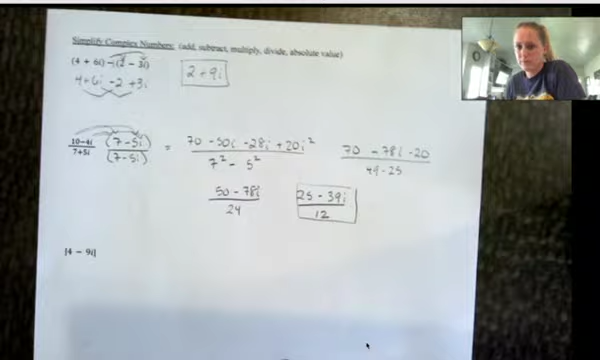 Simplify Complex Numbers: (add, subtract, multiply, divide, absolute value)
(4 + 6i) - (2 - 3i)
4+6i -2 +3i
2 + 9i
10-4i / 7+5i (7-5i) / (7-5i) = 70 -50i -28i +20i² / 7² - 5²
70 -78i -20 / 49-25
50-78i / 24
25-39i / 12
|4 - 9i|